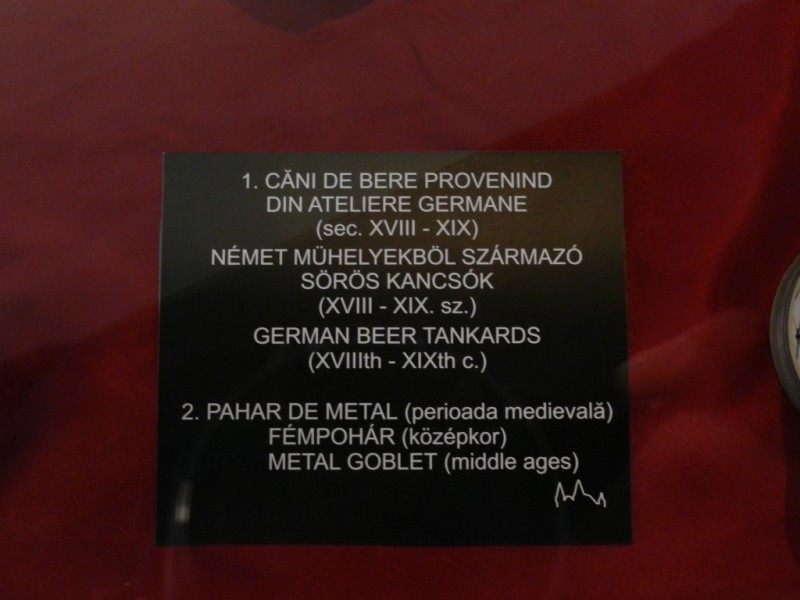 1. CĂNI DE BERE PROVENIND
DIN ATELIERE GERMANE
(sec. XVIII - XIX)
NÉMET MÜHELYEKBÖL SZÁRMAZÓ
SÖRÖS KANCSÓK
(XVIII - XIX. sz.)
GERMAN BEER TANKARDS
(XVIIIth - XIXth c.)
2. PAHAR DE METAL (perioada medievală)
FÉMPOHÁR (középkor)
METAL GOBLET (middle ages)